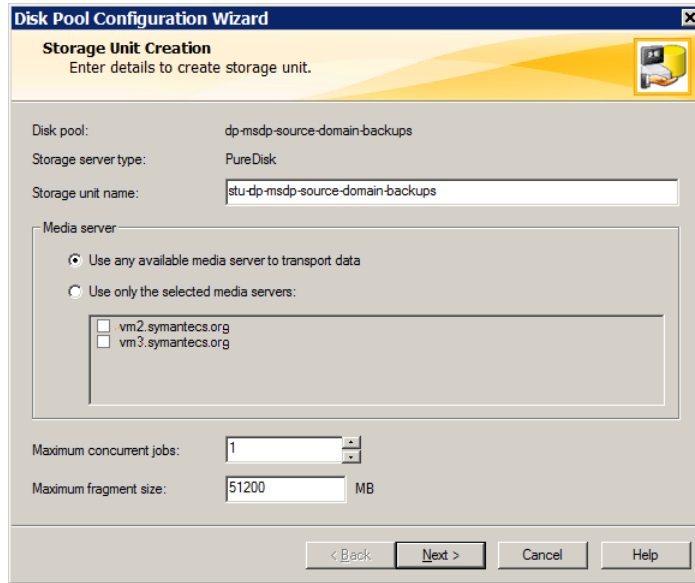 Disk Pool Configuration Wizard
Storage Unit Creation
Enter details to create storage unit.
Disk pool: dp-msdp-source-domain-backups
Storage server type: PureDisk
Storage unit name: stu-dp-msdp-source-domain-backups
Media server
Use any available media server to transport data
Use only the selected media servers:
vm2.symantecs.org
vm3.symantecs.org
Maximum concurrent jobs: 1
Maximum fragment size: 51200 MB
< Back Next > Cancel Help